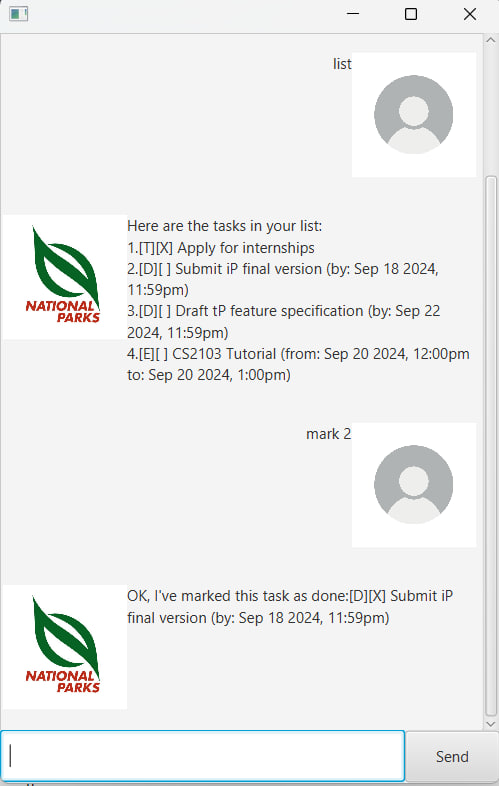 list
Here are the tasks in your list:
1.[T][X] Apply for internships
2.[D][ ] Submit iP final version (by: Sep 18 2024,
11:59pm)
3.[D][ ] Draft tP feature specification (by: Sep 22
2024, 11:59pm)
4.[E][ ] CS2103 Tutorial (from: Sep 20 2024, 12:00pm
to: Sep 20 2024, 1:00pm)
NATIONAL
PARKS
mark 2
OK, I've marked this task as done:[D][X] Submit iP
final version (by: Sep 18 2024, 11:59pm)
NATIONAL
PARKS
Send